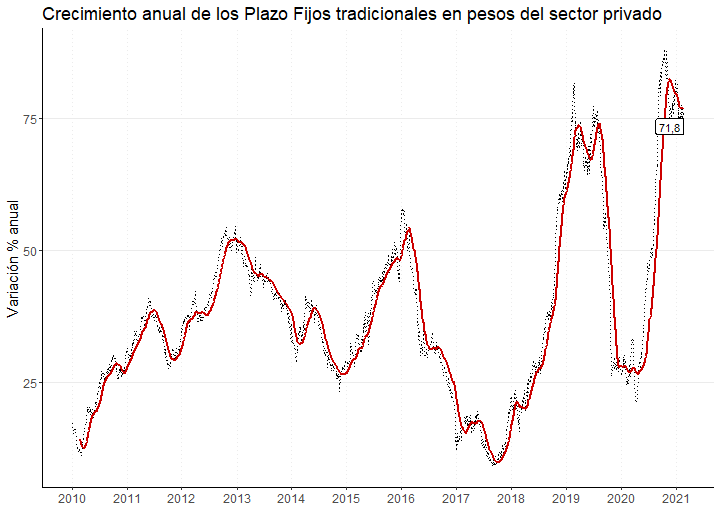 Crecimiento anual de los Plazo Fijos tradicionales en pesos del sector privado
Variación % anual
75
50
25
71,8
2010 2011 2012 2013 2014 2015 2016 2017 2018 2019 2020 2021